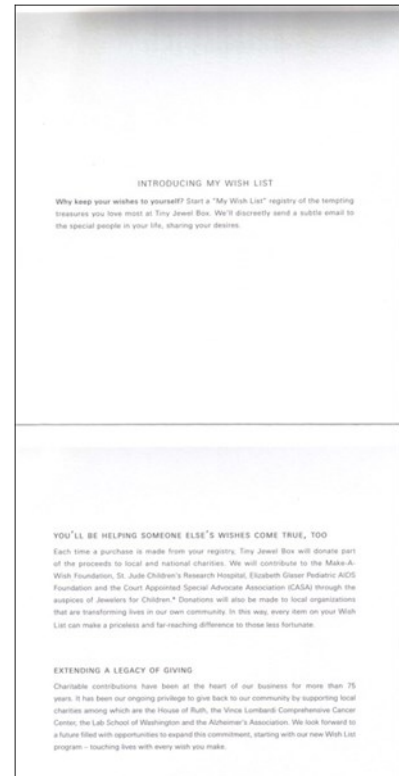 INTRODUCING MY WISH LIST
Why keep your wishes to yourself? Start a "My Wish List" registry of the tempting
treasures you love most at Tiny Jewel Box. We'll discreetly send a subtle email to
the special people in your life, sharing your desires.
YOU'LL BE HELPING SOMEONE ELSE'S WISHES COME TRUE, TOO
Each time a purchase is made from your registry, Tiny Jewel Box will donate part
of the proceeds to local and national charities. We will contribute to the Make-A-
Wish Foundation, St. Jude Children's Research Hospital, Elizabeth Glaser Pediatric AIDS
Foundation and the Court Appointed Special Advocate Association (CASA) through the
auspices of Jewelers for Children.* Donations will also be made to local organizations
that are transforming lives in our own community. In this way, every item on your Wish
List can make a priceless and far-reaching difference to those less fortunate.
EXTENDING A LEGACY OF GIVING
Charitable contributions have been at the heart of our business for more than 75
years. It has been our ongoing privilege to give back to our community by supporting local
charities among which are the House of Ruth, the Vince Lombardi Comprehensive Cancer
Center, the Lab School of Washington and the Alzheimer's Association. We look forward to
a future filled with opportunities to expand this commitment, starting with our new Wish List
program – touching lives with every wish you make.